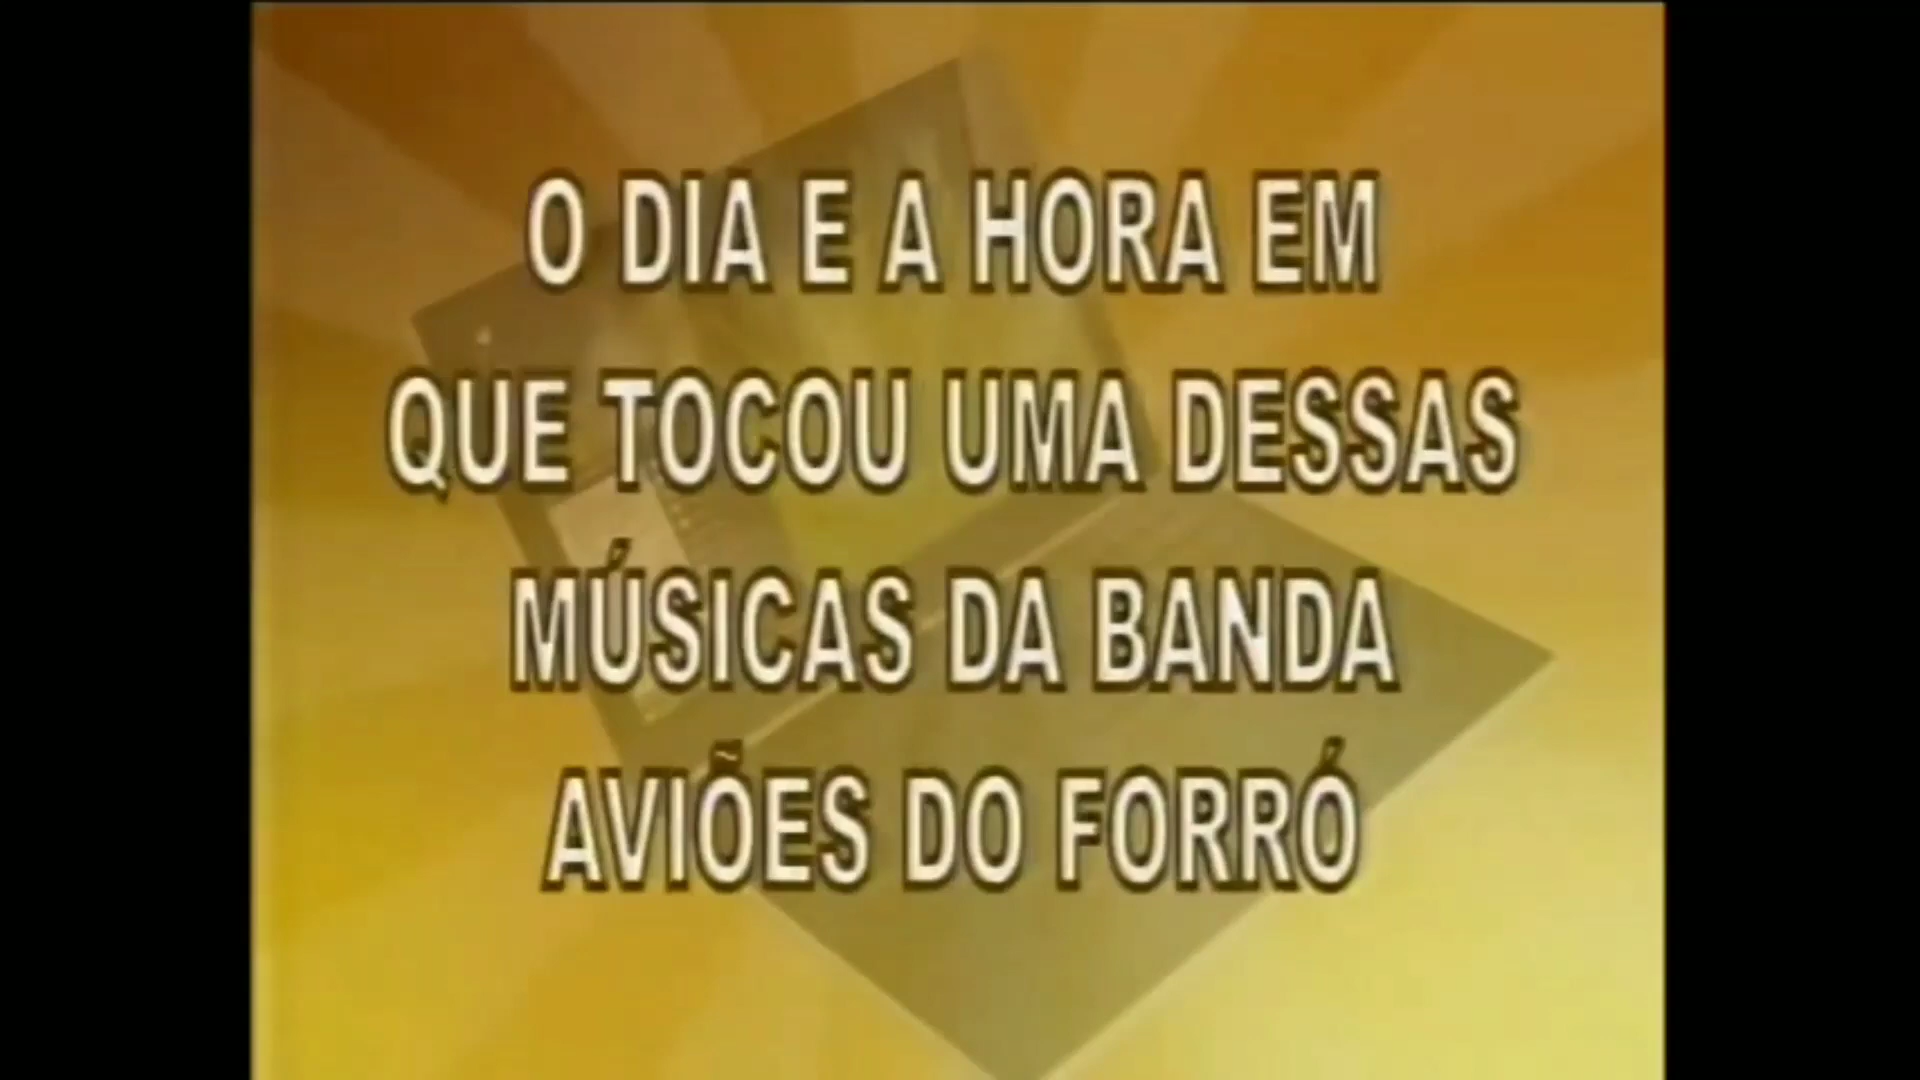 O DIA E A HORA EM
QUE TOCOU UMA DESSAS
MÚSICAS DA BANDA
AVIÕES DO FORRÓ